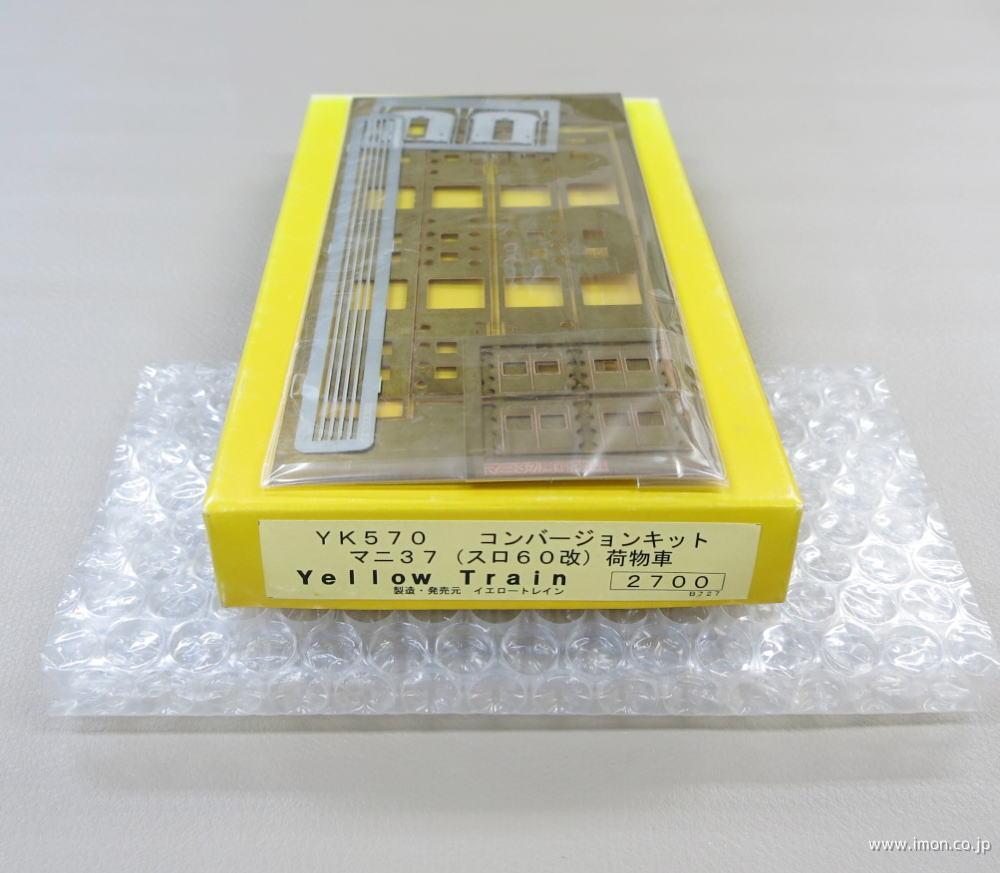 ＹＫ５７０　コンバージョンキット
マニ３７（スロ６０改）荷物車
Yellow Train ２７００
製造・発売元　イエロートレイン
www.imon.co.jp